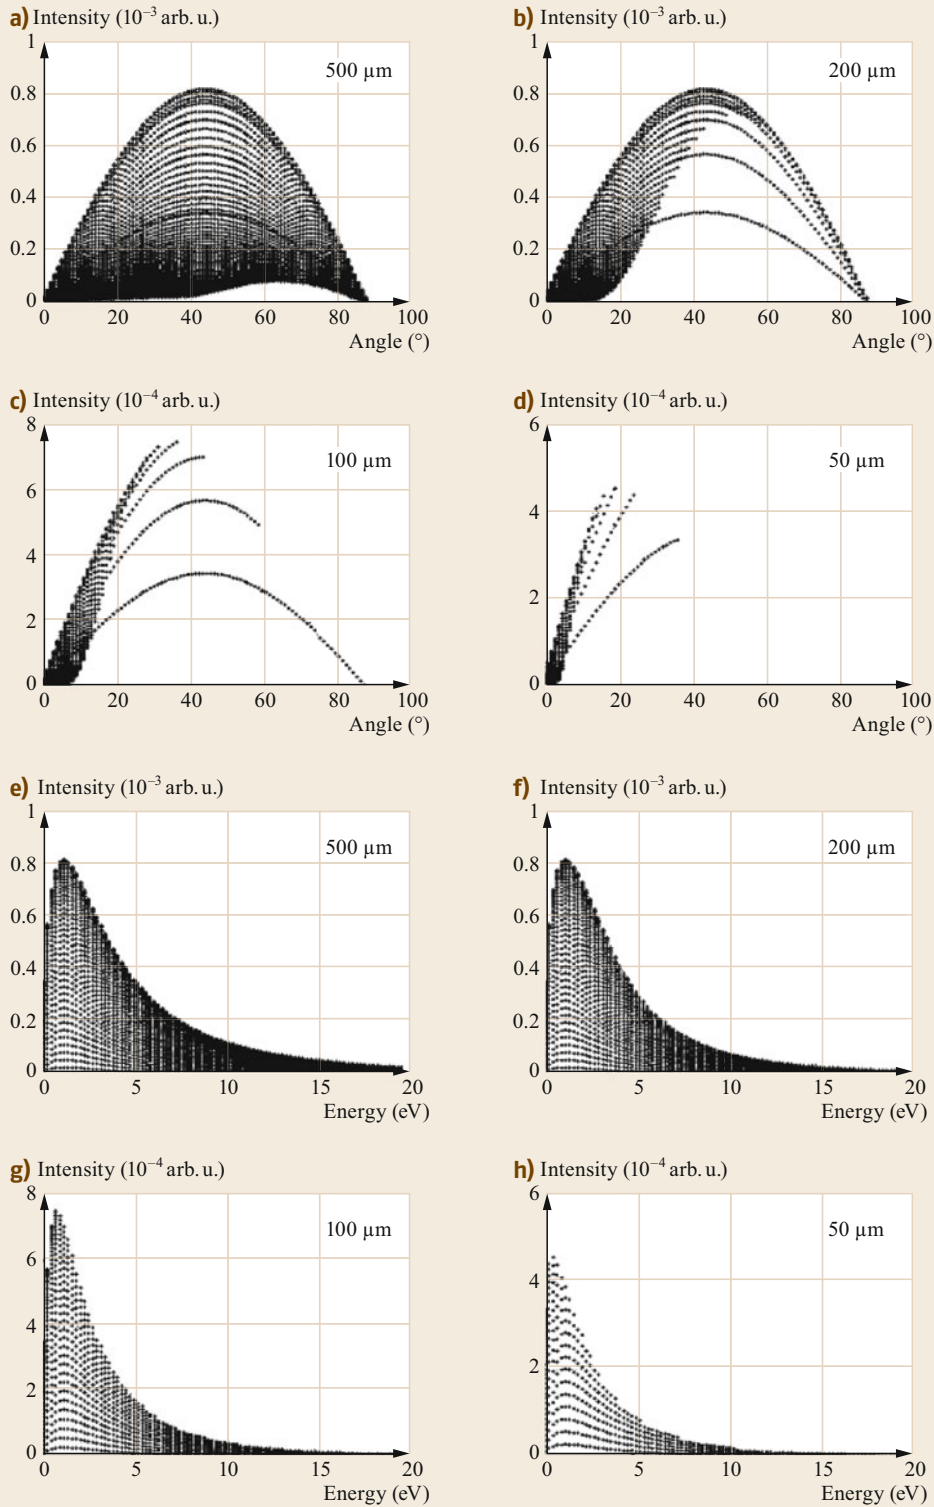 a) Intensity (10⁻³ arb. u.)
1
500 µm
0.8
0.6
0.4
0.2
0
0 20 40 60 80 100
Angle (°)
b) Intensity (10⁻³ arb. u.)
1
200 µm
0.8
0.6
0.4
0.2
0
0 20 40 60 80 100
Angle (°)
c) Intensity (10⁻⁴ arb. u.)
8
100 µm
6
4
2
0
0 20 40 60 80 100
Angle (°)
d) Intensity (10⁻⁴ arb. u.)
6
50 µm
4
2
0
0 20 40 60 80 100
Angle (°)
e) Intensity (10⁻³ arb. u.)
1
500 µm
0.8
0.6
0.4
0.2
0
0 5 10 15 20
Energy (eV)
f) Intensity (10⁻³ arb. u.)
1
200 µm
0.8
0.6
0.4
0.2
0
0 5 10 15 20
Energy (eV)
g) Intensity (10⁻⁴ arb. u.)
8
100 µm
6
4
2
0
0 5 10 15 20
Energy (eV)
h) Intensity (10⁻⁴ arb. u.)
6
50 µm
4
2
0
0 5 10 15 20
Energy (eV)